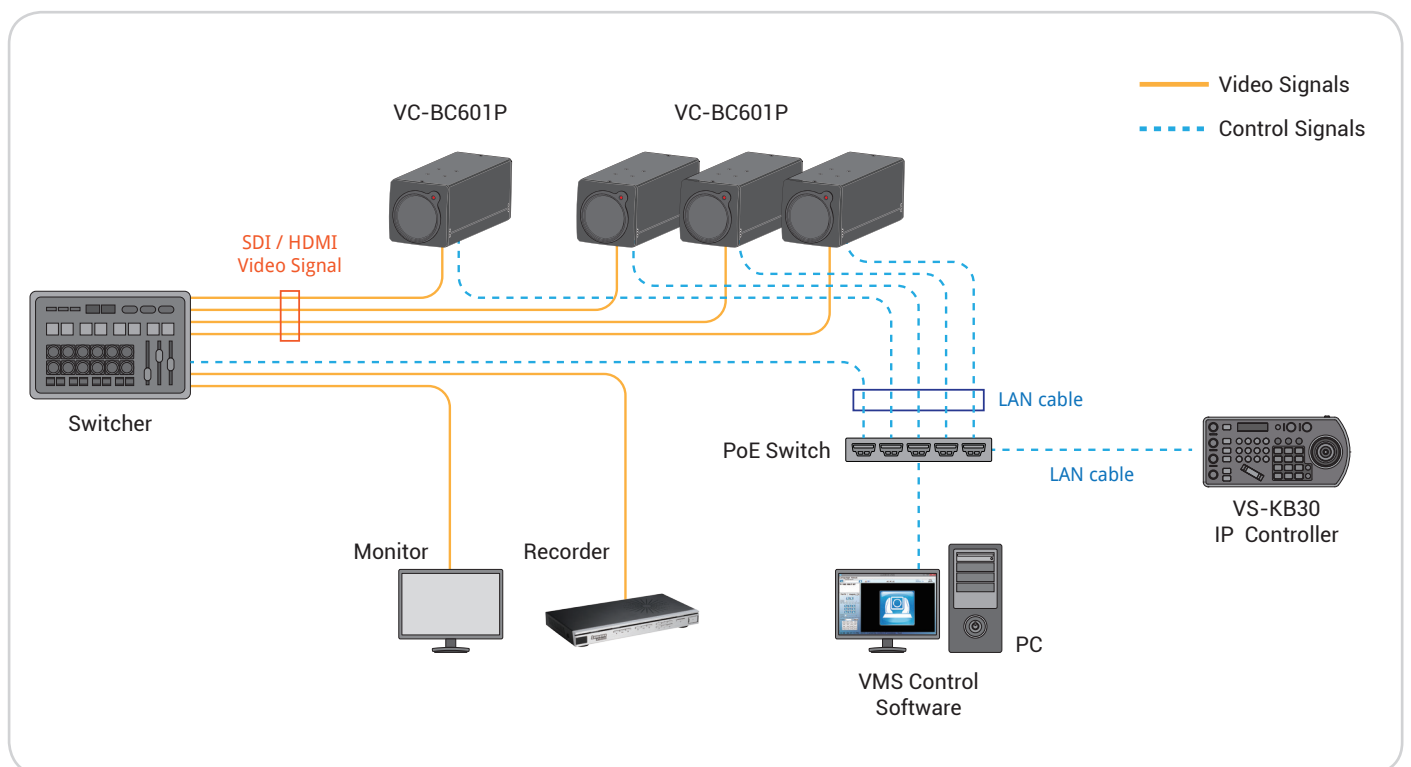 Video Signals
Control Signals
VC-BC601P
VC-BC601P
SDI / HDMI
Video Signal
Switcher
LAN cable
PoE Switch
LAN cable
VS-KB30
IP Controller
Monitor
Recorder
PC
VMS Control
Software